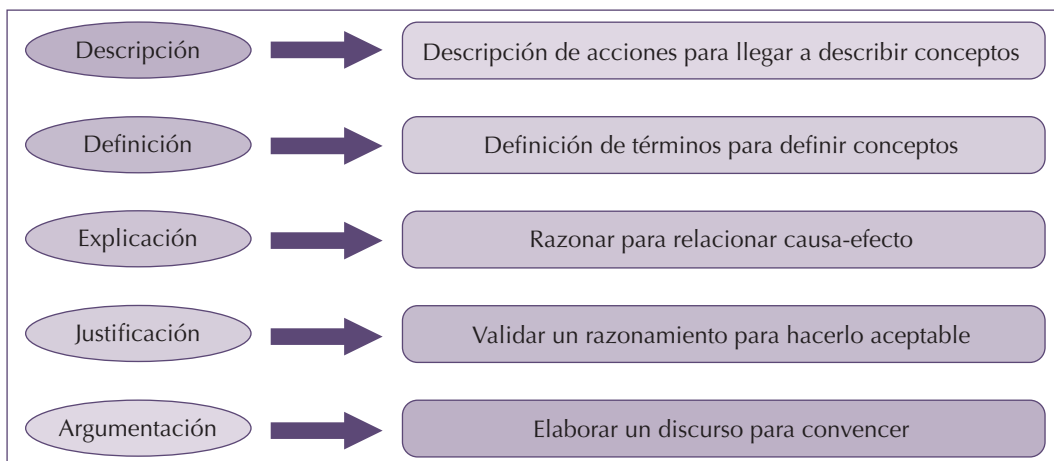 Descripción
Descripción de acciones para llegar a describir conceptos
Definición
Definición de términos para definir conceptos
Explicación
Razonar para relacionar causa-efecto
Justificación
Validar un razonamiento para hacerlo aceptable
Argumentación
Elaborar un discurso para convencer